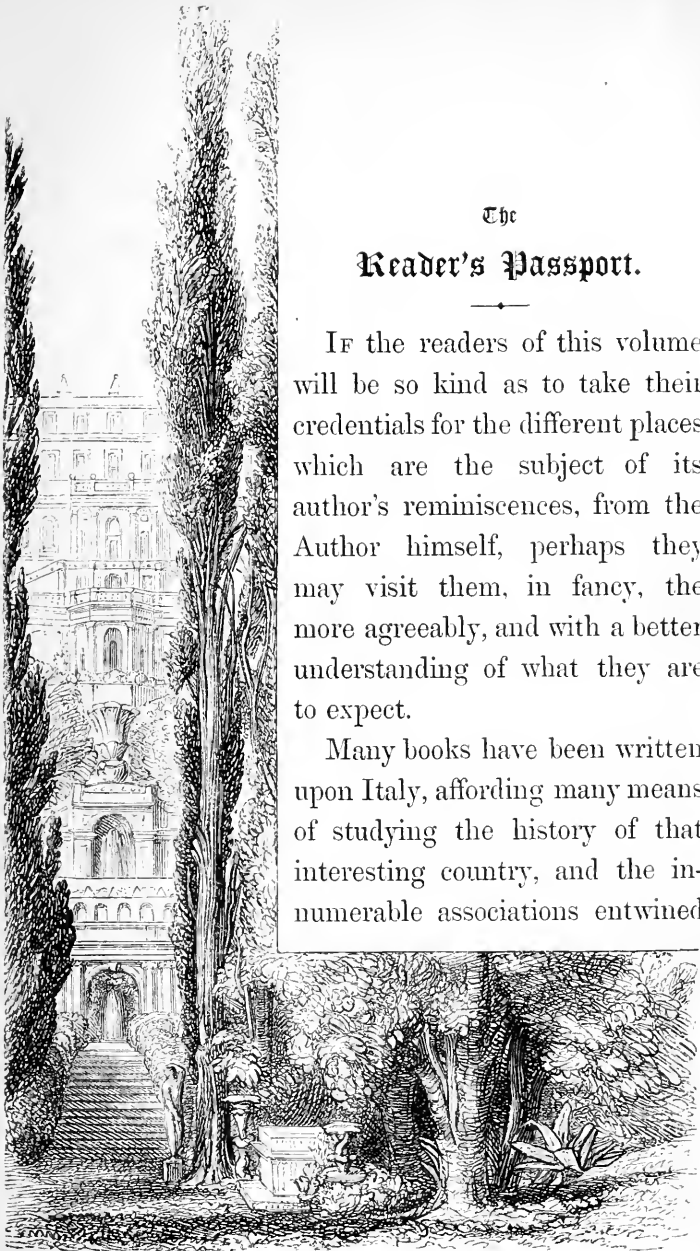 The
Reader's Passport.
IF the readers of this volume
will be so kind as to take their
credentials for the different places
which are the subject of its
author's reminiscences, from the
Author himself, perhaps they
may visit them, in fancy, the
more agreeably, and with a better
understanding of what they are
to expect.
Many books have been written
upon Italy, affording many means
of studying the history of that
interesting country, and the in-
numerable associations entwined